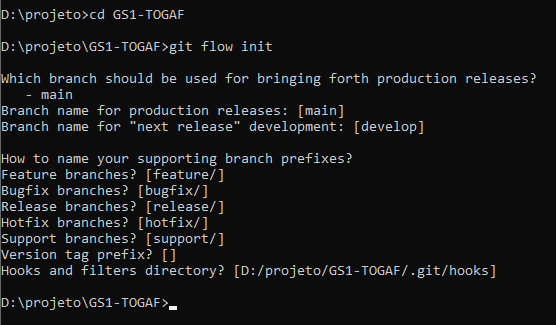 D:\projeto>cd GS1-TOGAF
D:\projeto\GS1-TOGAF>git flow init
Which branch should be used for bringing forth production releases?
- main
Branch name for production releases: [main]
Branch name for "next release" development: [develop]
How to name your supporting branch prefixes?
Feature branches? [feature/]
Bugfix branches? [bugfix/]
Release branches? [release/]
Hotfix branches? [hotfix/]
Support branches? [support/]
Version tag prefix? []
Hooks and filters directory? [D:/projeto/GS1-TOGAF/.git/hooks]
D:\projeto\GS1-TOGAF>